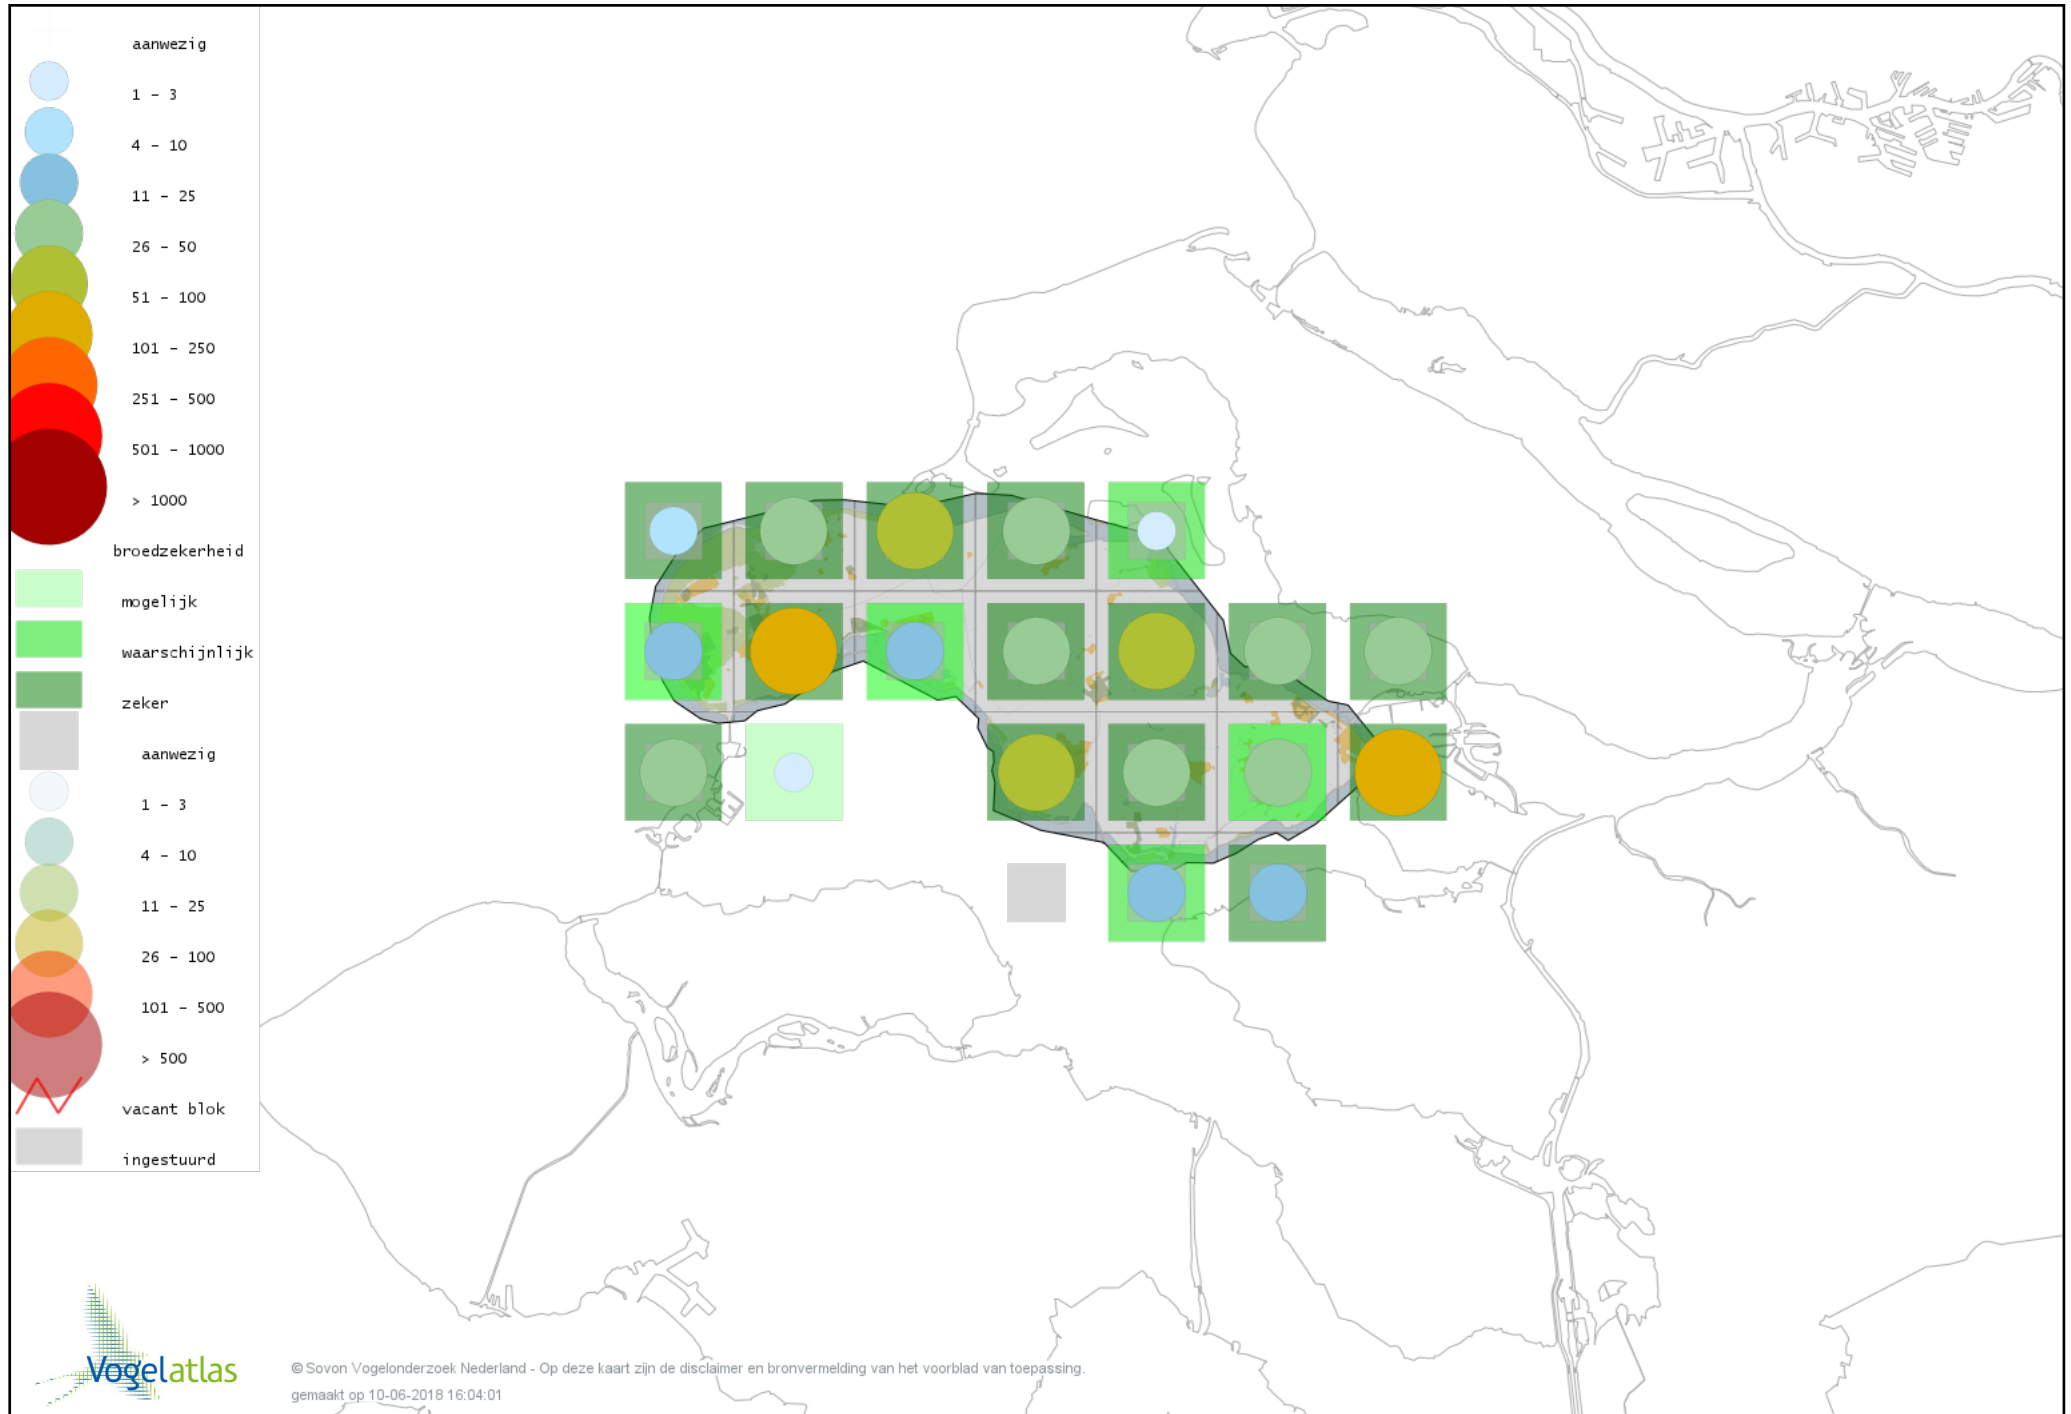 aanwezig
1 - 3
4 - 10
11 - 25
26 - 50
51 - 100
101 - 250
251 - 500
501 - 1000
> 1000
broedzekerheid
mogelijk
waarschijnlijk
zeker
aanwezig
1 - 3
4 - 10
11 - 25
26 - 100
101 - 500
> 500
vacant blok
ingestuurd
Vogelatlas
© Sovon Vogelonderzoek Nederland - Op deze kaart zijn de disclaimer en bronvermelding van het voorblad van toepassing.
gemaakt op 10-06-2018 16:04:01